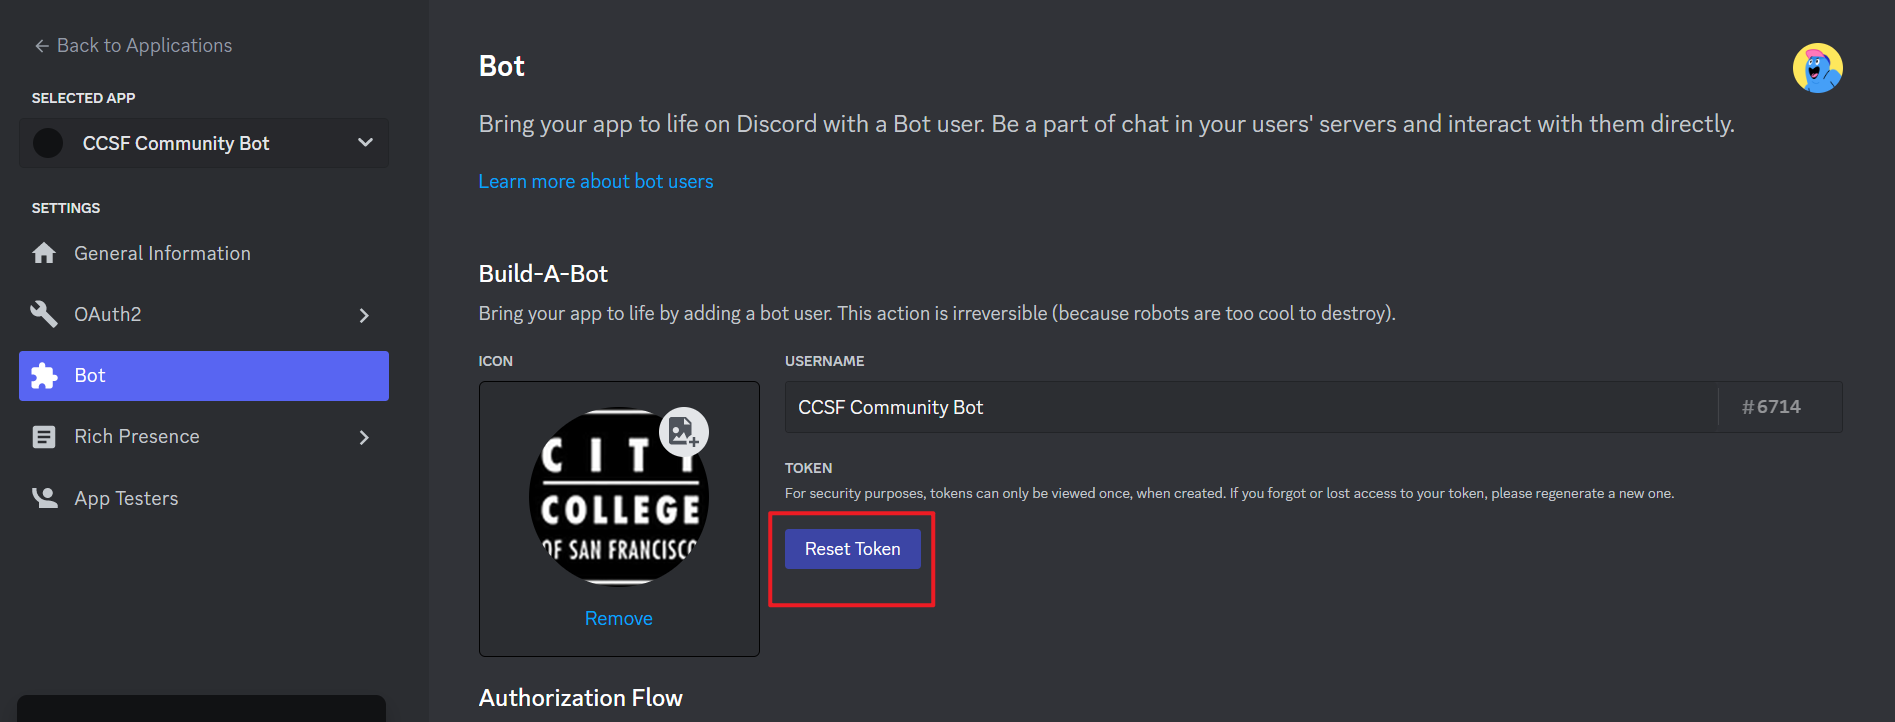 Back to Applications
SELECTED APP
CCSF Community Bot
SETTINGS
General Information
OAuth2
Bot
Rich Presence
App Testers
Bot
Bring your app to life on Discord with a Bot user. Be a part of chat in your users' servers and interact with them directly.
Learn more about bot users
Build-A-Bot
Bring your app to life by adding a bot user. This action is irreversible (because robots are too cool to destroy).
ICON
CITY
COLLEGE
OF SAN FRANCISCO
Remove
USERNAME
CCSF Community Bot #6714
TOKEN
For security purposes, tokens can only be viewed once, when created. If you forgot or lost access to your token, please regenerate a new one.
Reset Token
Authorization Flow